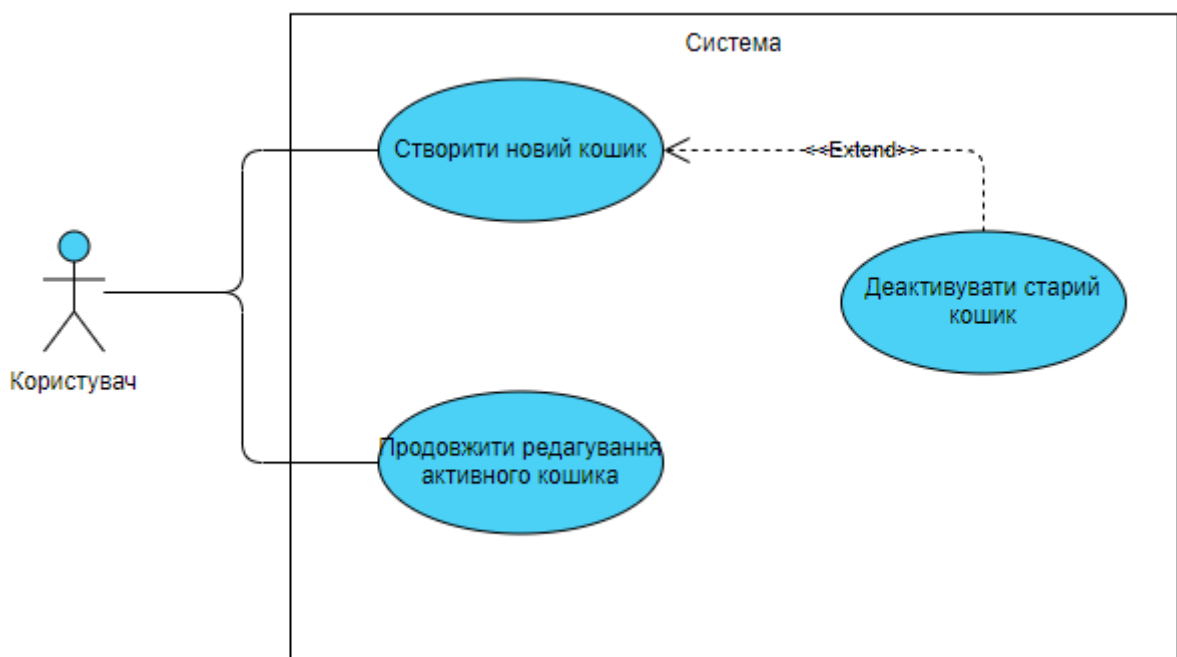 Система
Створити новий кошик
<<Extend>>
Деактивувати старий
кошик
Користувач
Продовжити редагування
активного кошика